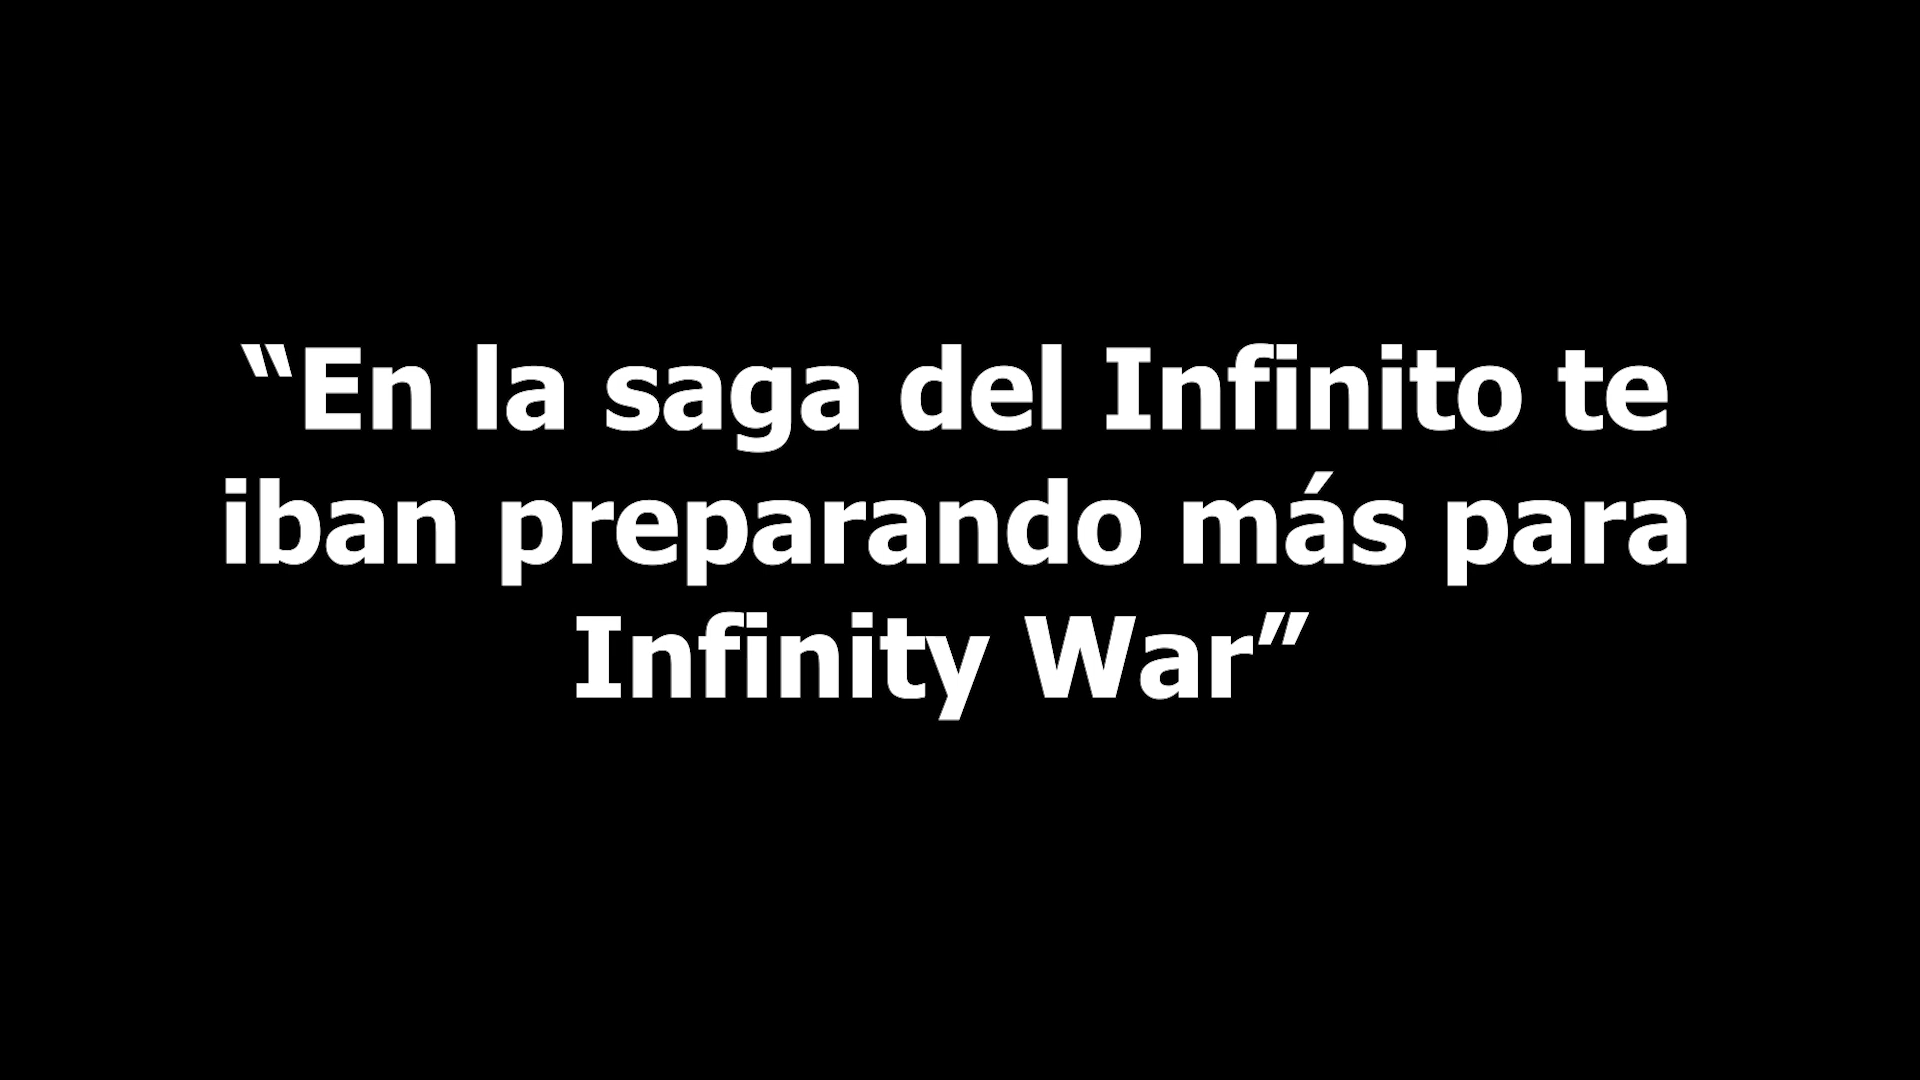 “En la saga del Infinito te
iban preparando más para
Infinity War”